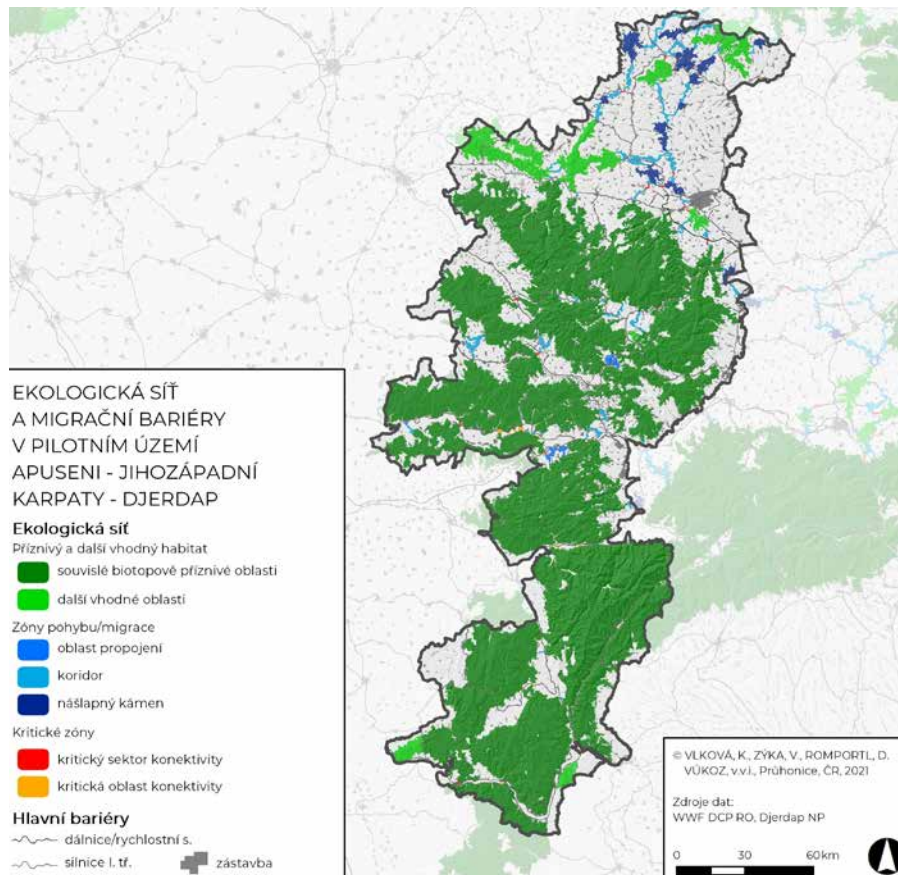 EKOLOGICKÁ SÍŤ
A MIGRAČNÍ BARIÉRY
V PILOTNÍM ÚZEMÍ
APUSENI - JIHOZÁPADNÍ
KARPATY - DJERDAP
Ekologická síť
Příznivý a další vhodný habitat
souvislé biotopově příznivé oblasti
další vhodné oblasti
Zóny pohybu/migrace
oblast propojení
koridor
nášlapný kámen
Kritické zóny
kritický sektor konektivity
kritická oblast konektivity
Hlavní bariéry
dálnice/rychlostní s.
silnice I. tř.
zástavba
© VLKOVÁ, K., ZÝKA, V., ROMPORTL, D.
VÚKOZ, v.v.i., Průhonice, ČR, 2021
Zdroje dat:
WWF DCP RO, Djerdap NP
0 30 60 km